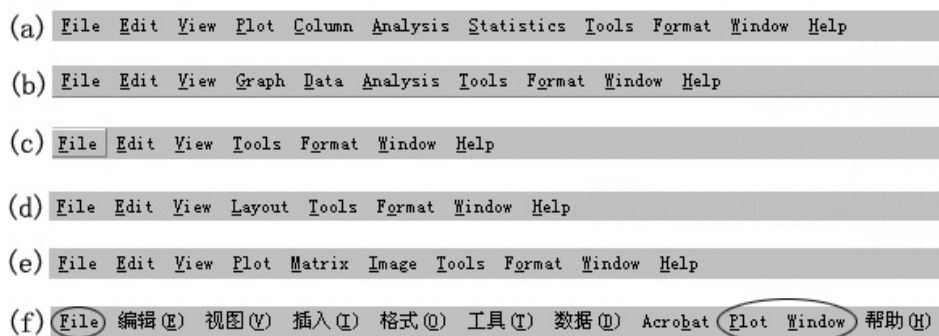 (a) File Edit View Plot Column Analysis Statistics Tools Format Window Help
(b) File Edit View Graph Data Analysis Tools Format Window Help
(c) File Edit View Tools Format Window Help
(d) File Edit View Layout Tools Format Window Help
(e) File Edit View Plot Matrix Image Tools Format Window Help
(f) File 编辑(E) 视图(V) 插入(I) 格式(O) 工具(T) 数据(D) Acrobat Plot Window 帮助(H)